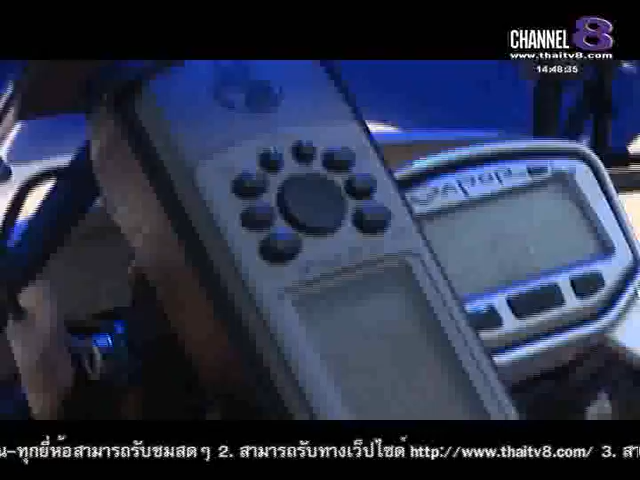 CHANNEL 8
www.thaitv8.com
14:48:35
น-ทุกยี่ห้อสามารถรับชมสดๆ 2. สามารถรับทางเว็ปไซด์ http://www.thaitv8.com/ 3. สา